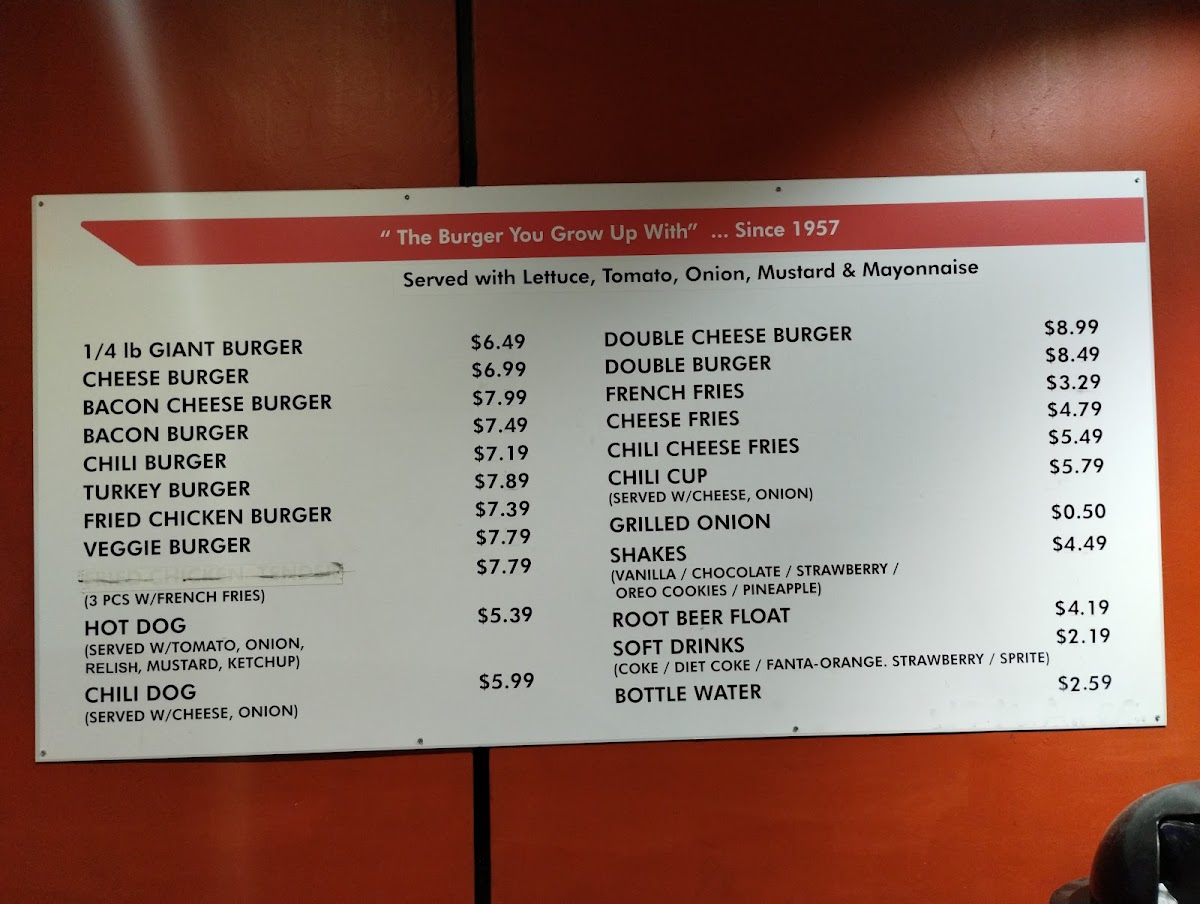 “ The Burger You Grow Up With” ... Since 1957
Served with Lettuce, Tomato, Onion, Mustard & Mayonnaise
1/4 lb GIANT BURGER $6.49
CHEESE BURGER $6.99
BACON CHEESE BURGER $7.99
BACON BURGER $7.49
CHILI BURGER $7.19
TURKEY BURGER $7.89
FRIED CHICKEN BURGER $7.39
VEGGIE BURGER $7.79
FRIED CHICKEN TENDER $7.79
(3 PCS W/FRENCH FRIES)
HOT DOG $5.39
(SERVED W/TOMATO, ONION,
RELISH, MUSTARD, KETCHUP)
CHILI DOG $5.99
(SERVED W/CHEESE, ONION)
DOUBLE CHEESE BURGER $8.99
DOUBLE BURGER $8.49
FRENCH FRIES $3.29
CHEESE FRIES $4.79
CHILI CHEESE FRIES $5.49
CHILI CUP $5.79
(SERVED W/CHEESE, ONION)
GRILLED ONION $0.50
SHAKES $4.49
(VANILLA / CHOCOLATE / STRAWBERRY /
OREO COOKIES / PINEAPPLE)
ROOT BEER FLOAT $4.19
SOFT DRINKS $2.19
(COKE / DIET COKE / FANTA-ORANGE. STRAWBERRY / SPRITE)
BOTTLE WATER $2.59